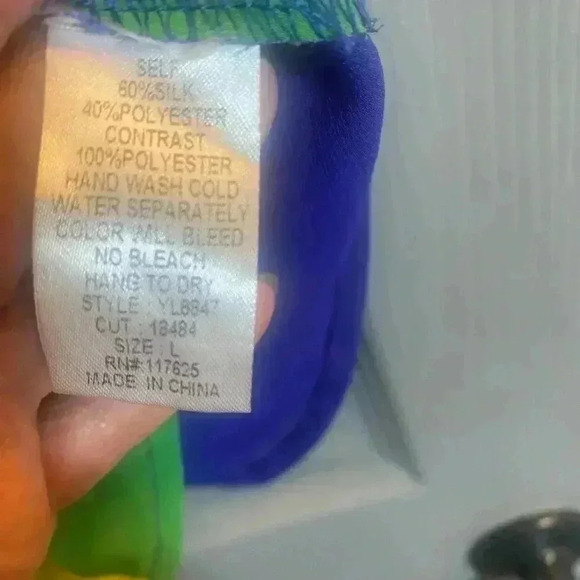 SELF
60%SILK
40%POLYESTER
CONTRAST
100%POLYESTER
HAND WASH COLD
WATER SEPARATELY
COLOR WILL BLEED
NO BLEACH
HANG TO DRY
STYLE : YL8847
CUT : 18484
SIZE : L
RN#:117625
MADE IN CHINA